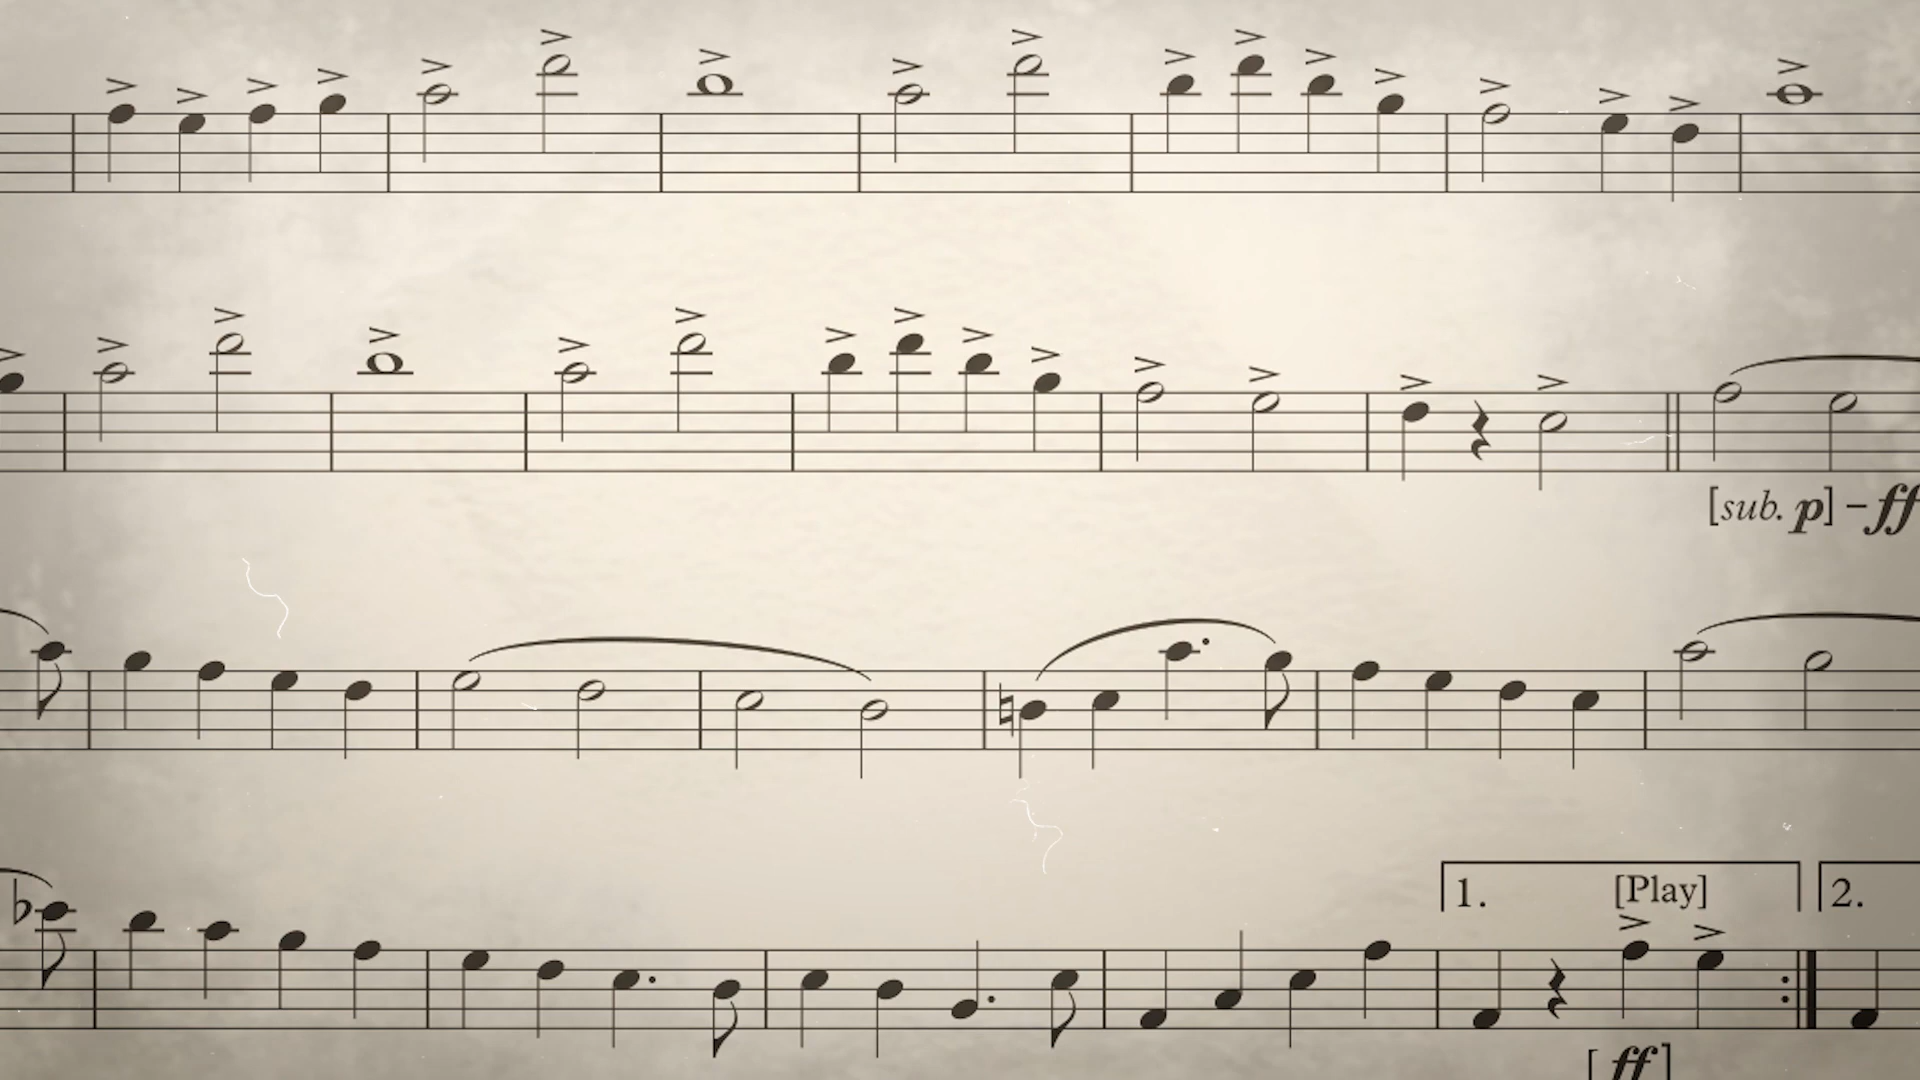 [sub. p] – ff
1. [Play] 2.
[ff]